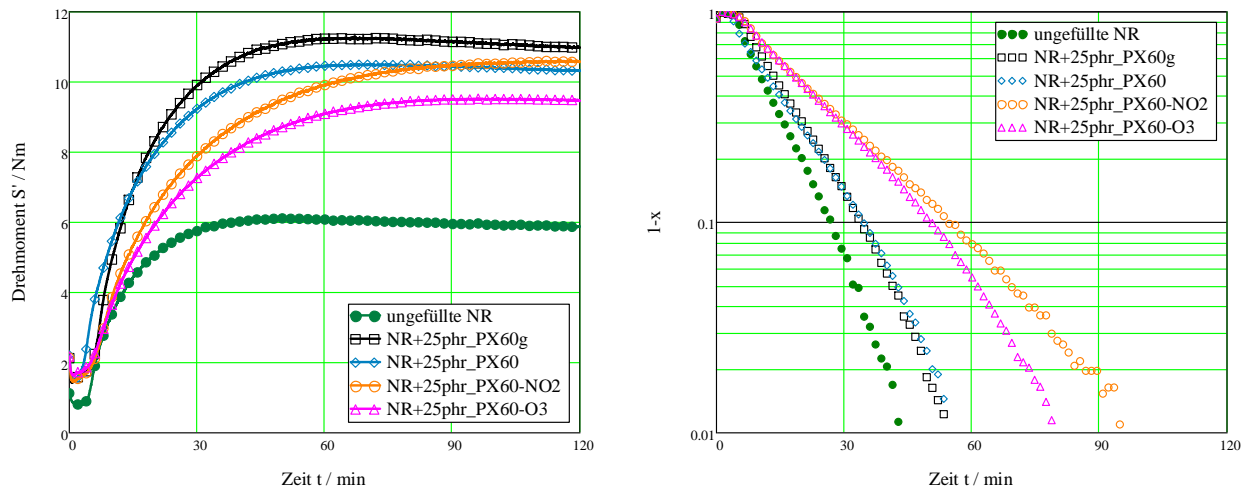 12
10
8
6
4
2
0
0
30
60
90
120
Drehmoment S' / Nm
Zeit t / min
ungefüllte NR
NR+25phr_PX60g
NR+25phr_PX60
NR+25phr_PX60-NO2
NR+25phr_PX60-O3
1
0.1
0.01
0
30
60
90
120
1-x
Zeit t / min
ungefüllte NR
NR+25phr_PX60g
NR+25phr_PX60
NR+25phr_PX60-NO2
NR+25phr_PX60-O3